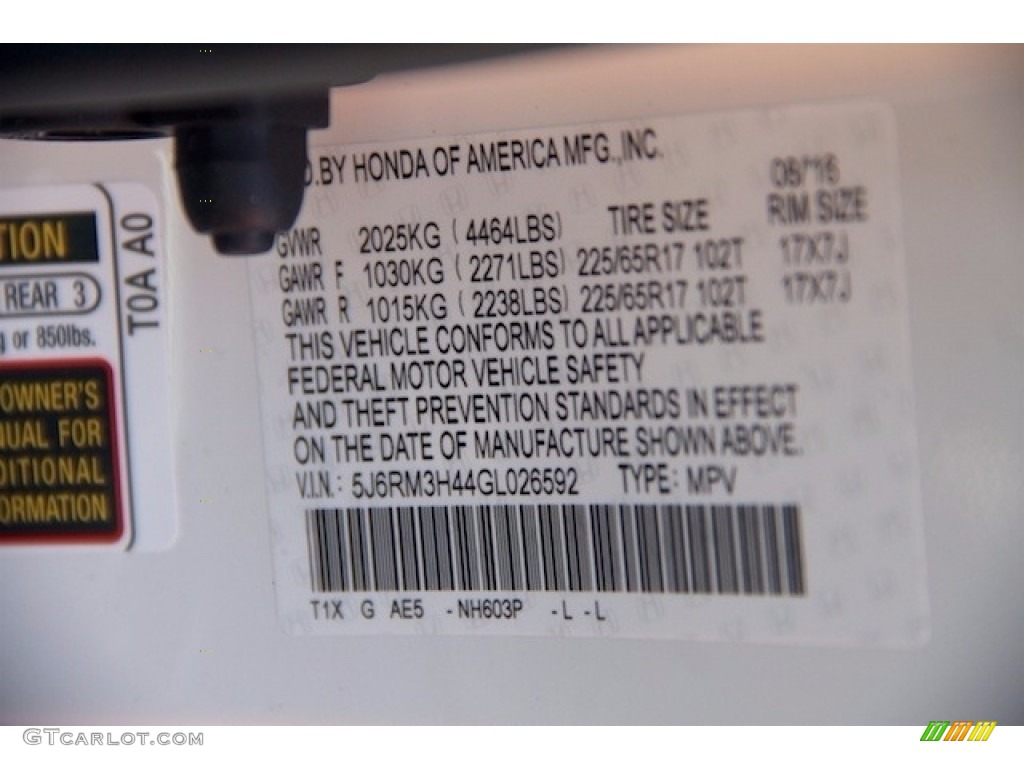 TION
REAR 3
g or 850lbs.
OWNER'S
NUAL FOR
DITIONAL
ORMATION
T0A A0
D.BY HONDA OF AMERICA MFG.,INC.
08/16
GVWR 2025KG ( 4464LBS) TIRE SIZE RIM SIZE
GAWR F 1030KG ( 2271LBS) 225/65R17 102T 17X7J
GAWR R 1015KG ( 2238LBS) 225/65R17 102T 17X7J
THIS VEHICLE CONFORMS TO ALL APPLICABLE
FEDERAL MOTOR VEHICLE SAFETY
AND THEFT PREVENTION STANDARDS IN EFFECT
ON THE DATE OF MANUFACTURE SHOWN ABOVE.
V.I.N.: 5J6RM3H44GL026592 TYPE: MPV
T1X G AE5 -NH603P -L -L
GTCARLOT.COM